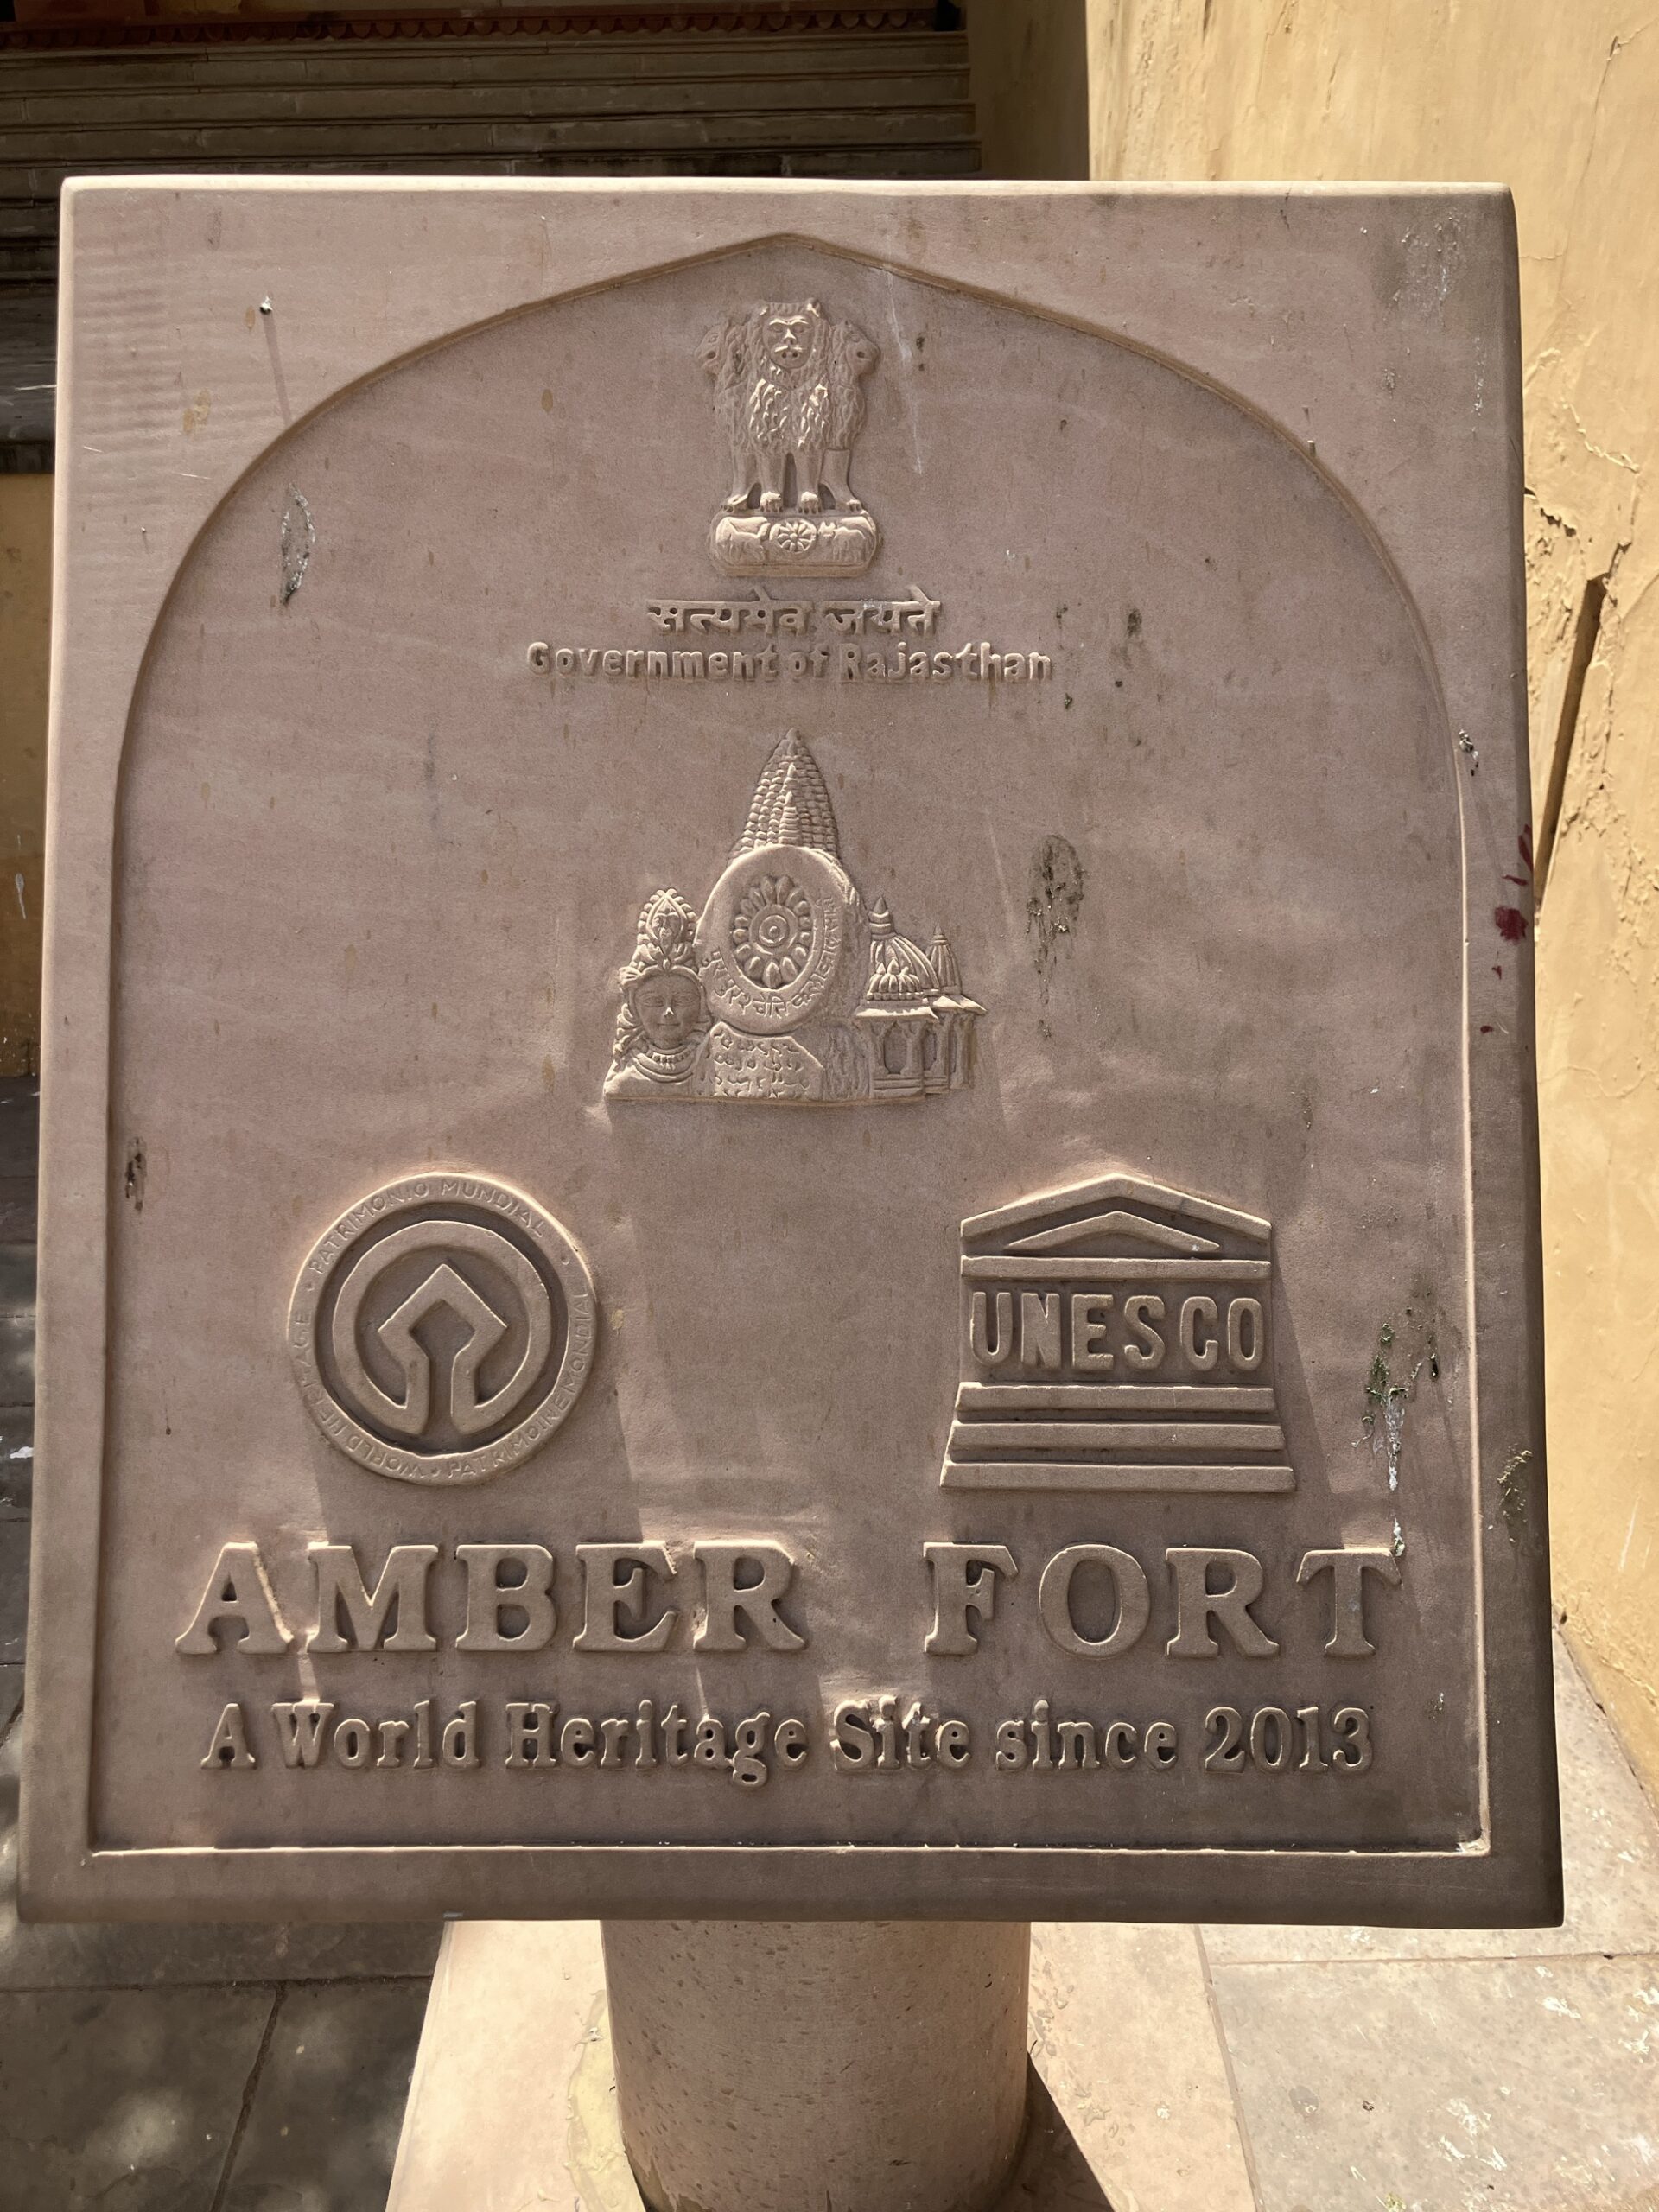 सत्यमेव जयते
Government of Rajasthan
WORLD HERITAGE • PATRIMONIO MUNDIAL • PATRIMOINE MONDIAL •
UNESCO
AMBER FORT
A World Heritage Site since 2013